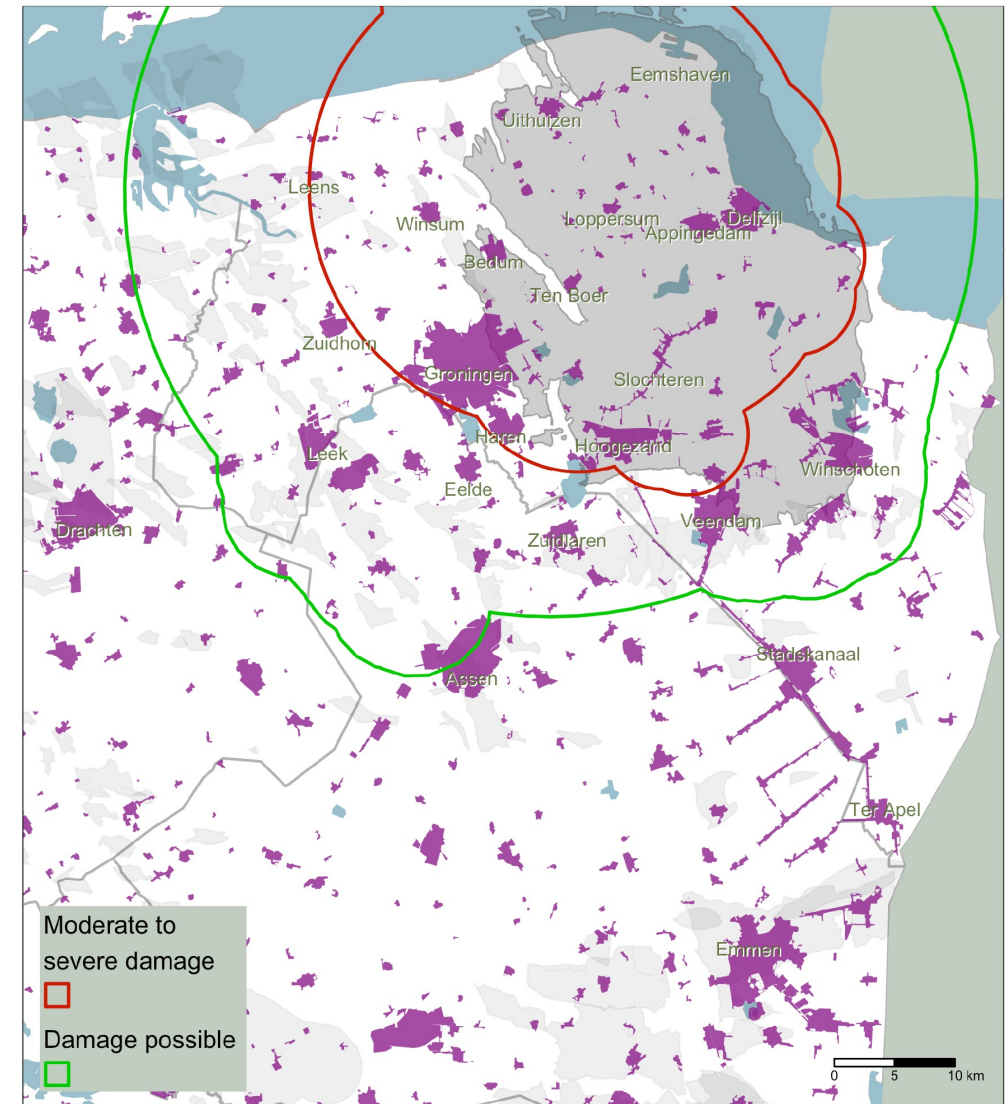 Eemshaven
Uithuizen
Leens
Winsum
Loppersum
Delfzijl
Appingedam
Bedum
Ten Boer
Zuidhorn
Groningen
Slochteren
Haren
Hoogezand
Leek
Winschoten
Eelde
Drachten
Veendam
Zuidlaren
Stadskanaal
Assen
Ter Apel
Moderate to
severe damage
Emmen
Damage possible
0 5 10 km